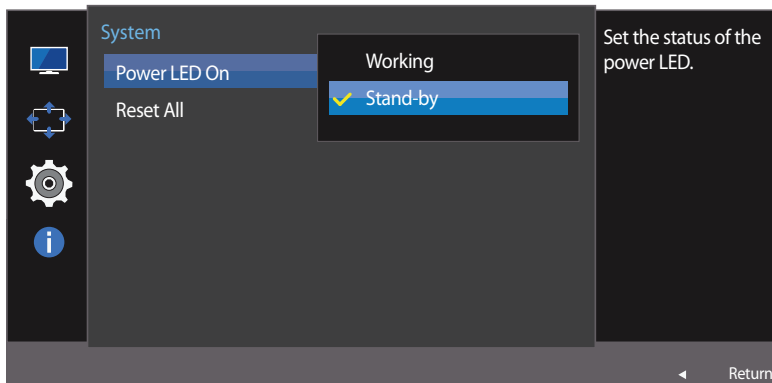 System
Power LED On
Reset All
Working
Stand-by
Set the status of the
power LED.
Return